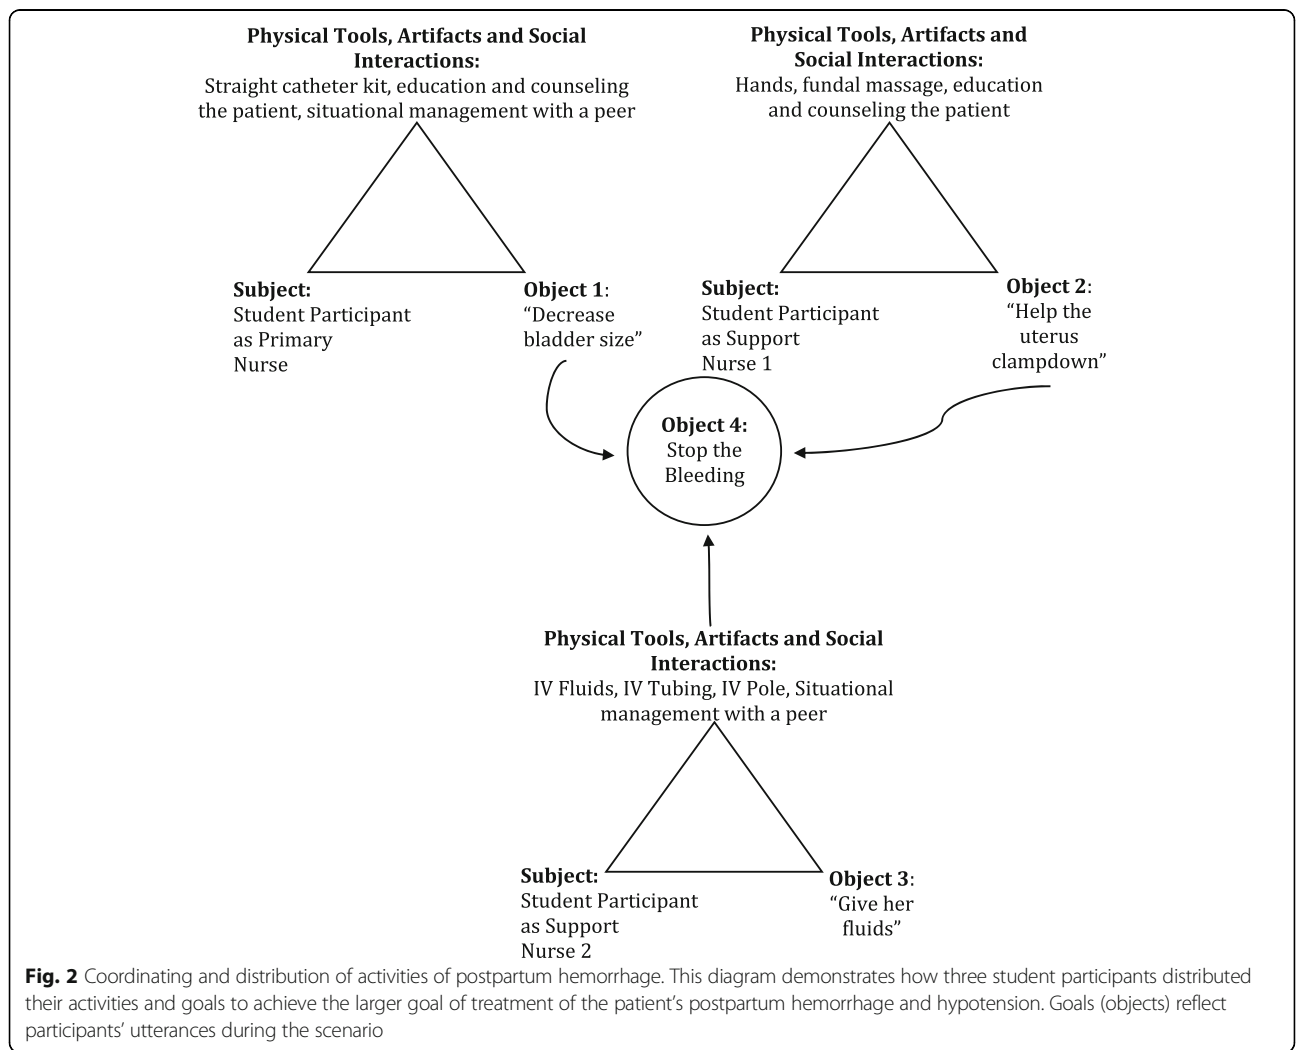 Physical Tools, Artifacts and Social
Interactions:
Straight catheter kit, education and counseling
the patient, situational management with a peer
Physical Tools, Artifacts and
Social Interactions:
Hands, fundal massage, education
and counseling the patient
Subject:
Student Participant
as Primary
Nurse
Object 1:
“Decrease
bladder size”
Subject:
Student Participant
as Support
Nurse 1
Object 2:
“Help the
uterus
clampdown”
Object 4:
Stop the
Bleeding
Physical Tools, Artifacts and Social
Interactions:
IV Fluids, IV Tubing, IV Pole, Situational
management with a peer
Subject:
Student Participant
as Support
Nurse 2
Object 3:
“Give her
fluids”
Fig. 2 Coordinating and distribution of activities of postpartum hemorrhage. This diagram demonstrates how three student participants distributed
their activities and goals to achieve the larger goal of treatment of the patient’s postpartum hemorrhage and hypotension. Goals (objects) reflect
participants’ utterances during the scenario